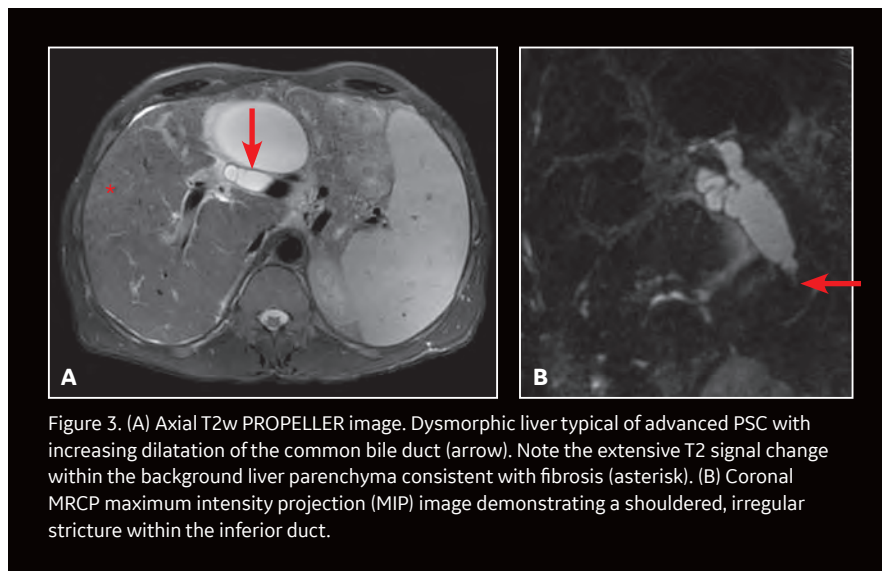 A
B
Figure 3. (A) Axial T2w PROPELLER image. Dysmorphic liver typical of advanced PSC with
increasing dilatation of the common bile duct (arrow). Note the extensive T2 signal change
within the background liver parenchyma consistent with fibrosis (asterisk). (B) Coronal
MRCP maximum intensity projection (MIP) image demonstrating a shouldered, irregular
stricture within the inferior duct.